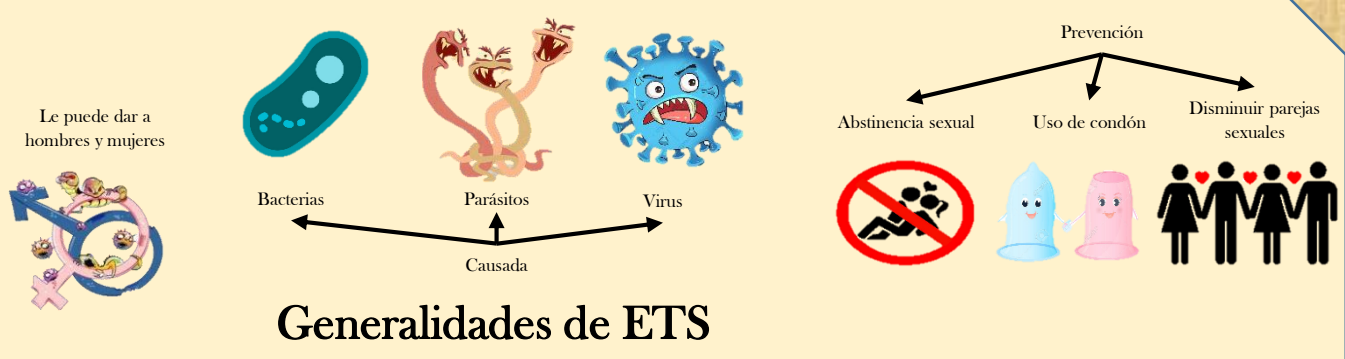 Le puede dar a
hombres y mujeres
Bacterias
Parásitos
Virus
Causada
Generalidades de ETS
Prevención
Abstinencia sexual
Uso de condón
Disminuir parejas
sexuales